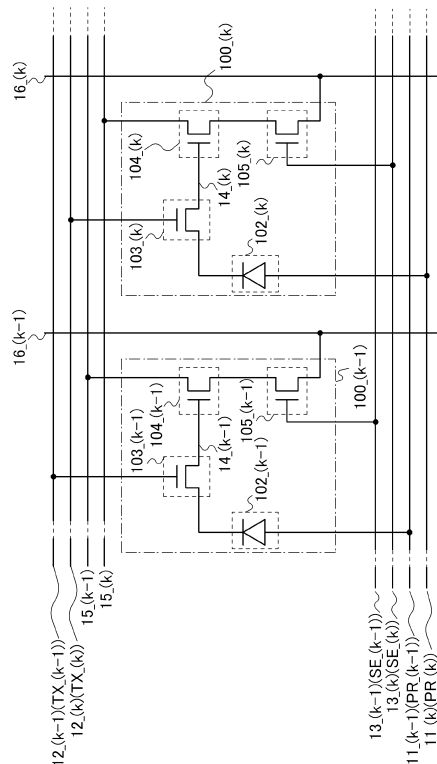 16_(k)
100_(k)
104_(k)
14_(k)
105_(k)
103_(k)
102_(k)
16_(k-1)
104_(k-1)
103_(k-1)
14_(k-1)
105_(k-1)
100_(k-1)
102_(k-1)
12_(k-1)(TX_(k-1))
12_(k)(TX_(k))
15_(k-1)
15_(k)
13_(k-1)(SE_(k-1))
13_(k)(SE_(k))
11_(k-1)(PR_(k-1))
11_(k)(PR_(k))